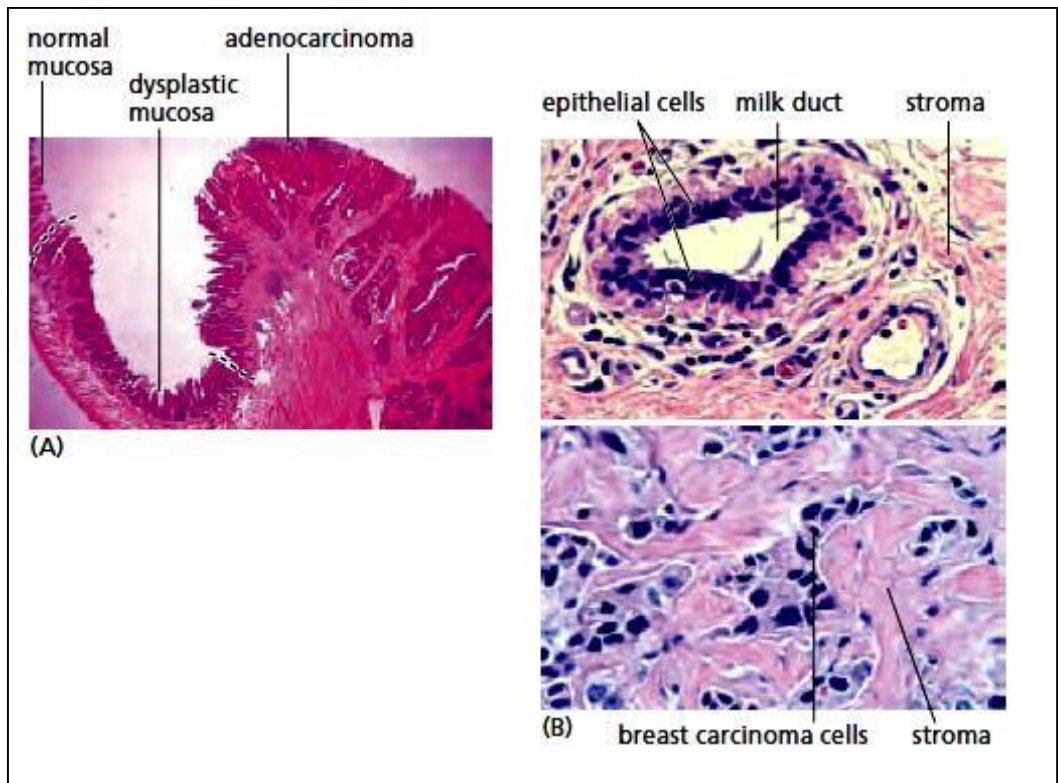 normal
mucosa
adenocarcinoma
dysplastic
mucosa
(A)
epithelial cells
milk duct
stroma
(B)
breast carcinoma cells
stroma